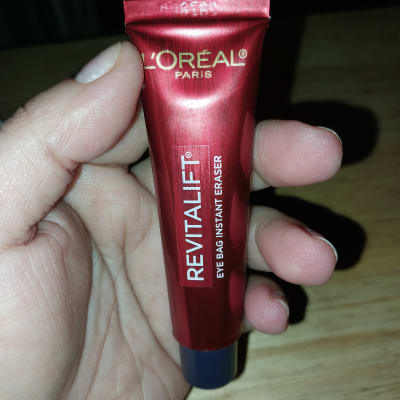 L'ORÉAL®
PARIS
REVITALIFT®
EYE BAG INSTANT ERASER